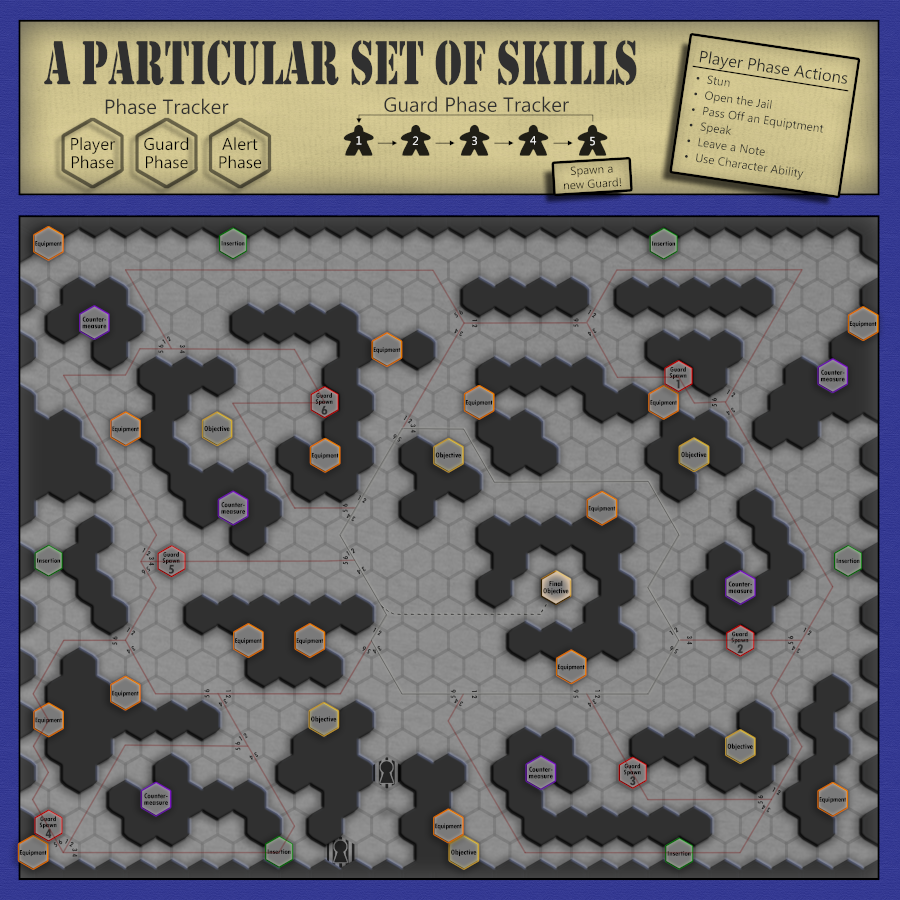 A PARTICULAR SET OF SKILLS
Phase Tracker
Player
Phase
Guard
Phase
Alert
Phase
Guard Phase Tracker
1
2
3
4
5
Spawn a
new Guard!
Player Phase Actions
• Stun
• Open the Jail
• Pass Off an Equiptment
• Speak
• Leave a Note
• Use Character Ability
Equipment
Insertion
Insertion
Counter-
measure
Equipment
Equipment
Guard
Spawn
1
Counter-
measure
Guard
Spawn
6
Equipment
Equipment
Equipment
Objective
Equipment
Objective
Objective
Counter-
measure
Equipment
Insertion
Guard
Spawn
5
Insertion
Final
Objective
Counter-
measure
Equipment
Equipment
Guard
Spawn
2
Equipment
Equipment
Equipment
Objective
Objective
Counter-
measure
Guard
Spawn
3
Counter-
measure
Equipment
Guard
Spawn
4
Equipment
Equipment
Insertion
Objective
Insertion